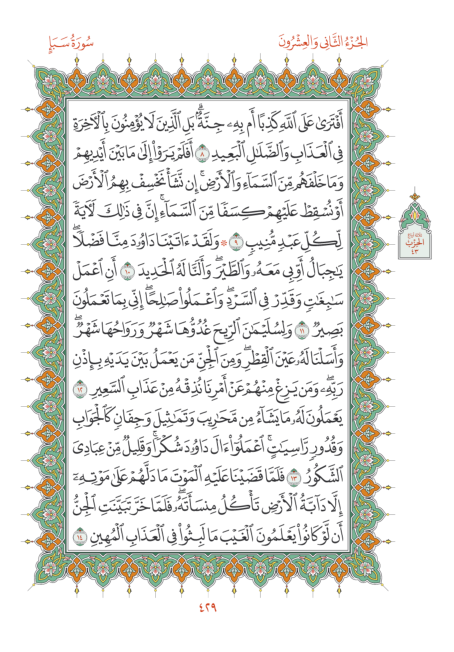 الجُزْءُ الثَّانِي وَالعِشْرُونَ
سُورَةُ سَبَإٍ
أَفْتَرَىٰ عَلَى ٱللَّهِ كَذِبًا أَم بِهِۦ جِنَّةُۢۗ بَلِ ٱلَّذِينَ لَا يُؤْمِنُونَ بِٱلْأَخِرَةِ
فِي ٱلْعَذَابِ وَٱلضَّلَٰلِ ٱلْبَعِيدِ ٨ أَفَلَمْ يَرَوْا۟ إِلَىٰ مَا بَيْنَ أَيْدِيهِمْ
وَمَا خَلْفَهُم مِّنَ ٱلسَّمَآءِ وَٱلْأَرْضِۚ إِن نَّشَأْ نَخْسِفْ بِهِمُ ٱلْأَرْضَ
أَوْ نُسْقِطْ عَلَيْهِمْ كِسَفًا مِّنَ ٱلسَّمَآءِۚ إِنَّ فِي ذَٰلِكَ لَأٓيَةً
لِّكُلِّ عَبْدٍ مُّنِيبٍ ٩ ۞ وَلَقَدْ ءَاتَيْنَا دَاوُۥدَ مِنَّا فَضْلًاۖ
يَٰجِبَالُ أَوِّبِي مَعَهُۥ وَٱلطَّيْرَۖ وَأَلَنَّا لَهُ ٱلْحَدِيدَ ١٠ أَنِ ٱعْمَلْ
سَٰبِغَٰتٍ وَقَدِّرْ فِي ٱلسَّرْدِۖ وَٱعْمَلُوا۟ صَٰلِحًاۖ إِنِّي بِمَا تَعْمَلُونَ
بَصِيرٌ ١١ وَلِسُلَيْمَٰنَ ٱلرِّيحَ غُدُوُّهَا شَهْرٌ وَرَوَاحُهَا شَهْرٌۖ
وَأَسَلْنَا لَهُۥ عَيْنَ ٱلْقِطْرِۖ وَمِنَ ٱلْجِنِّ مَن يَعْمَلُ بَيْنَ يَدَيْهِ بِإِذْنِ
رَبِّهِۦۖ وَمَن يَزِغْ مِنْهُمْ عَنْ أَمْرِنَا نُذِقْهُ مِنْ عَذَابِ ٱلسَّعِيرِ ١٢
يَعْمَلُونَ لَهُۥ مَا يَشَآءُ مِن مَّحَٰرِيبَ وَتَمَٰثِيلَ وَجِفَانٍ كَٱلْجَوَابِ
وَقُدُورٍ رَّاسِيَٰتٍۚ ٱعْمَلُوٓا۟ ءَالَ دَاوُۥدَ شُكْرًاۚ وَقَلِيلٌ مِّنْ عِبَادِيَ
ٱلشَّكُورُ ١٣ فَلَمَّا قَضَيْنَا عَلَيْهِ ٱلْمَوْتَ مَا دَلَّهُمْ عَلَىٰ مَوْتِهِۦٓ
إِلَّا دَآبَّةُ ٱلْأَرْضِ تَأْكُلُ مِنسَأَتَهُۥۖ فَلَمَّا خَرَّ تَبَيَّنَتِ ٱلْجِنُّ
أَن لَّوْ كَانُوا۟ يَعْلَمُونَ ٱلْغَيْبَ مَا لَبِثُوا۟ فِي ٱلْعَذَابِ ٱلْمُهِينِ ١٤
الحِزْبُ
٤٣
٤٢٩